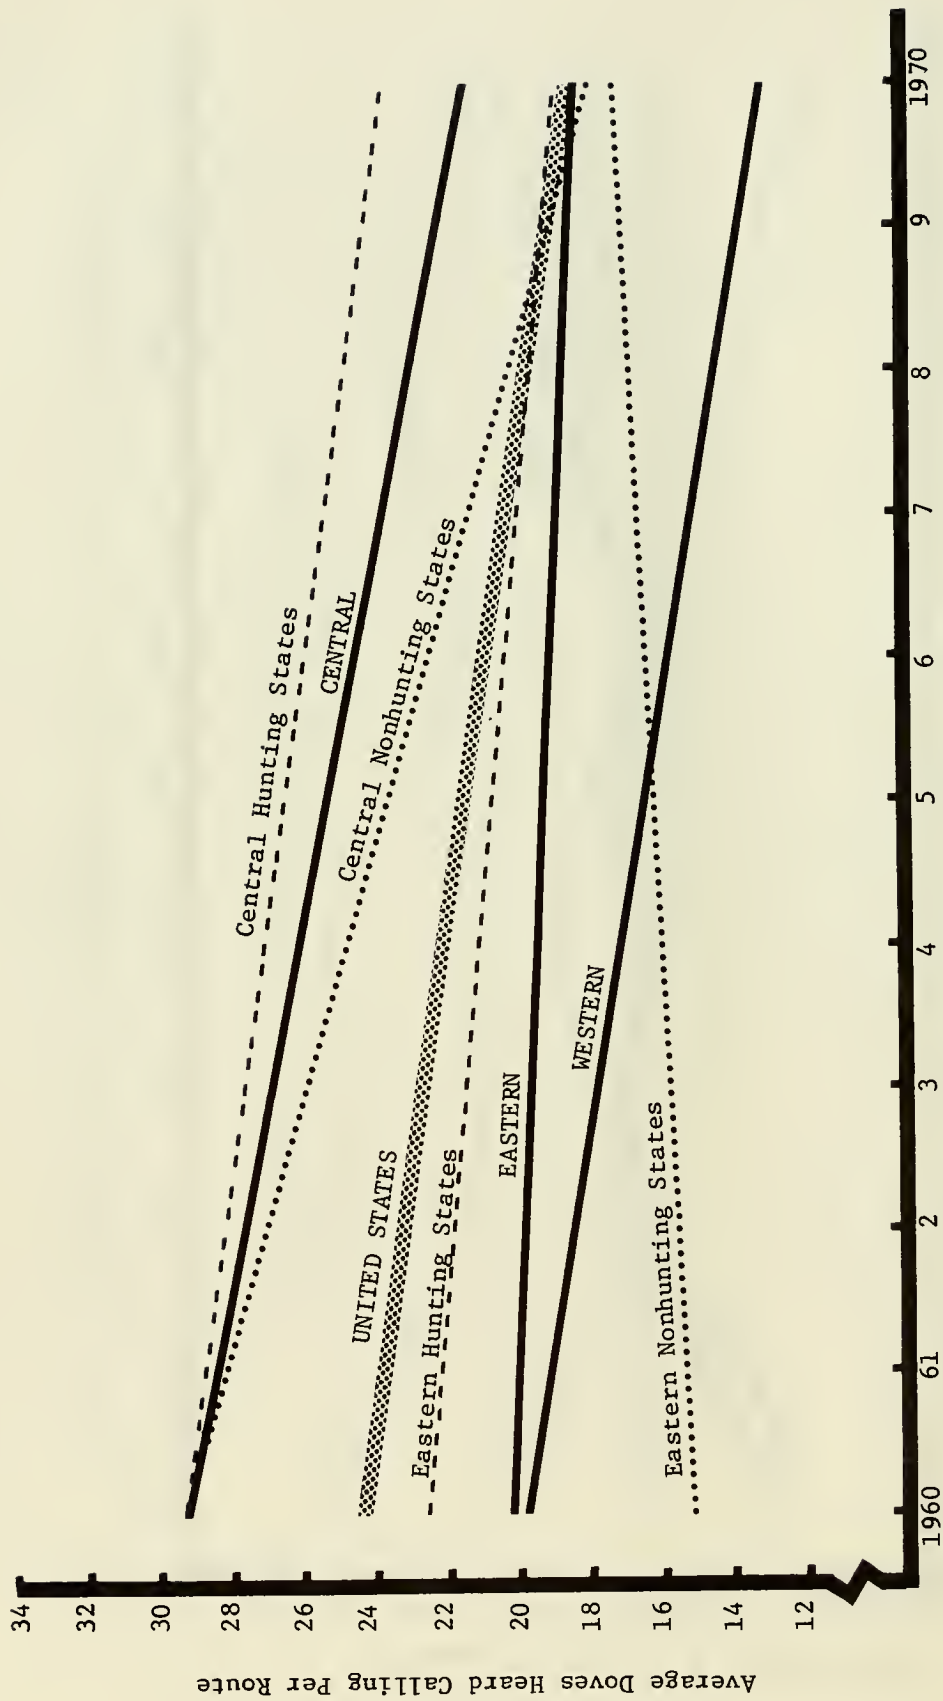 Average Doves Heard Calling Per Route
34
32
30
28
26
24
22
20
18
16
14
12
Central Hunting States
CENTRAL
Central Nonhunting States
UNITED STATES
Eastern Hunting States
EASTERN
WESTERN
Eastern Nonhunting States
1960
61
2
3
4
5
6
7
8
9
1970